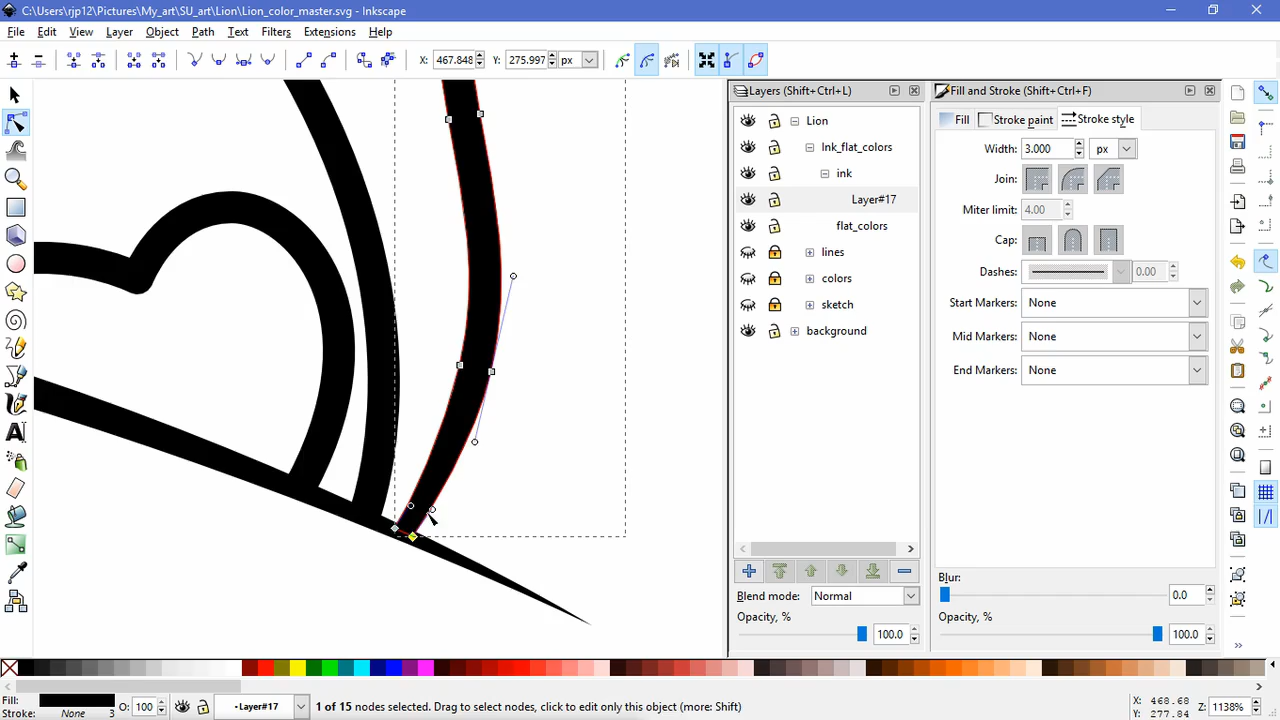 C:\Users\rjp12\Pictures\My_art\SU_art\Lion\Lion_color_master.svg - Inkscape
File Edit View Layer Object Path Text Filters Extensions Help
X: 467.848 Y: 275.997 px
Layers (Shift+Ctrl+L)
Lion
Ink_flat_colors
ink
Layer#17
flat_colors
lines
colors
sketch
background
Blend mode: Normal
Opacity, %
100.0
Fill and Stroke (Shift+Ctrl+F)
Fill Stroke paint Stroke style
Width: 3.000 px
Join:
Miter limit: 4.00
Cap:
Dashes: 0.00
Start Markers: None
Mid Markers: None
End Markers: None
Blur:
0.0
Opacity, %
100.0
Fill: O: 100 •Layer#17 1 of 15 nodes selected. Drag to select nodes, click to edit only this object (more: Shift) X: 468.68 Z: 1138%
Stroke: None 3 Y: 277.84